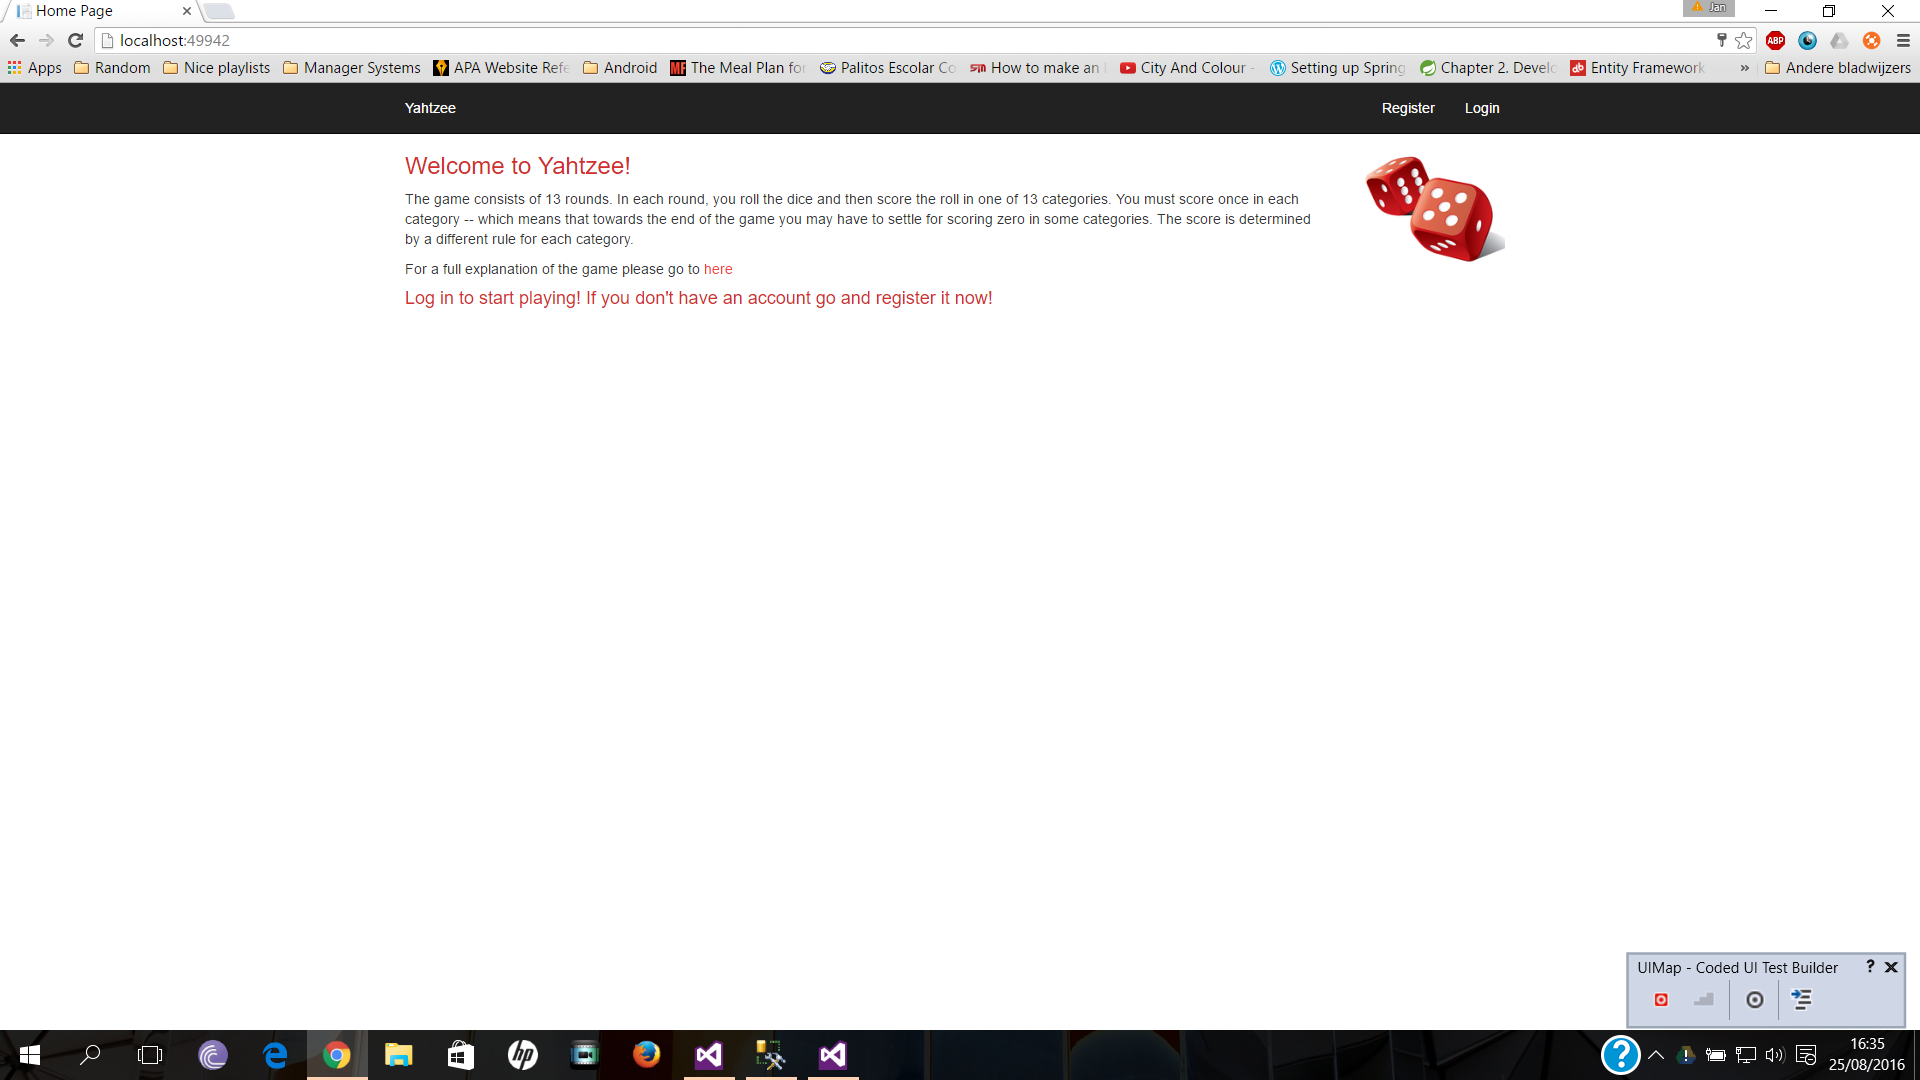 Home Page
Jan
localhost:49942
ABP
Apps Random Nice playlists Manager Systems APA Website Refe Android MF The Meal Plan for Palitos Escolar Co How to make an City And Colour - Setting up Spring Chapter 2. Develo Entity Framework » Andere bladwijzers
Yahtzee Register Login
Welcome to Yahtzee!
The game consists of 13 rounds. In each round, you roll the dice and then score the roll in one of 13 categories. You must score once in each
category -- which means that towards the end of the game you may have to settle for scoring zero in some categories. The score is determined
by a different rule for each category.
For a full explanation of the game please go to here
Log in to start playing! If you don't have an account go and register it now!
UIMap - Coded UI Test Builder ?
hp
?
16:35
25/08/2016